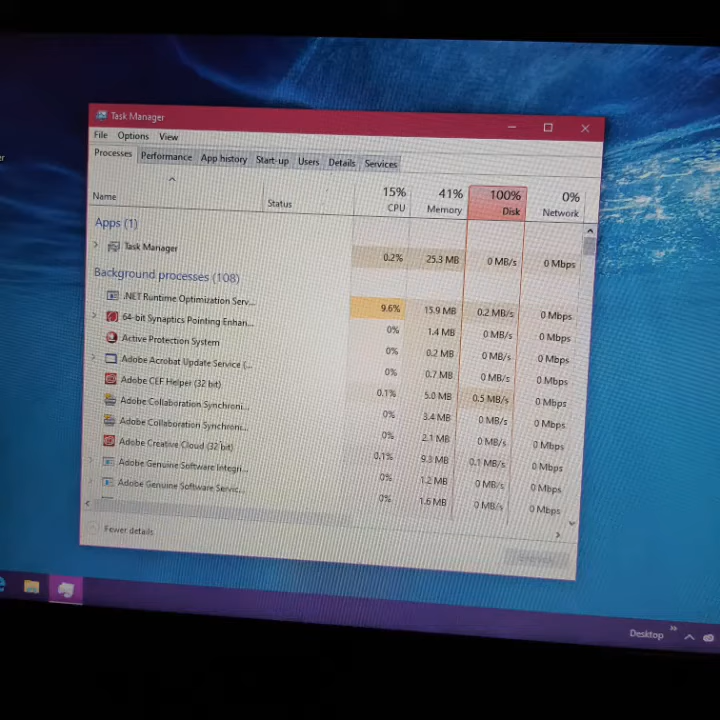 Task Manager
File Options View
Processes Performance App history Start-up Users Details Services
15% 41% 100% 0%
Name Status CPU Memory Disk Network
Apps (1)
Task Manager 0.2% 25.3 MB 0 MB/s 0 Mbps
Background processes (108)
.NET Runtime Optimization Serv... 9.6% 15.9 MB 0.2 MB/s 0 Mbps
64-bit Synaptics Pointing Enhan... 0% 1.4 MB 0 MB/s 0 Mbps
Active Protection System 0% 0.2 MB 0 MB/s 0 Mbps
Adobe Acrobat Update Service (... 0% 0.7 MB 0 MB/s 0 Mbps
Adobe CEF Helper (32 bit) 0.1% 5.0 MB 0.5 MB/s 0 Mbps
Adobe Collaboration Synchroni... 0% 3.4 MB 0 MB/s 0 Mbps
Adobe Collaboration Synchroni... 0% 2.1 MB 0 MB/s 0 Mbps
Adobe Creative Cloud (32 bit) 0.1% 9.3 MB 0.1 MB/s 0 Mbps
Adobe Genuine Software Integri... 0% 1.2 MB 0 MB/s 0 Mbps
Adobe Genuine Software Servic... 0% 1.6 MB 0 MB/s 0 Mbps
Fewer details
Desktop